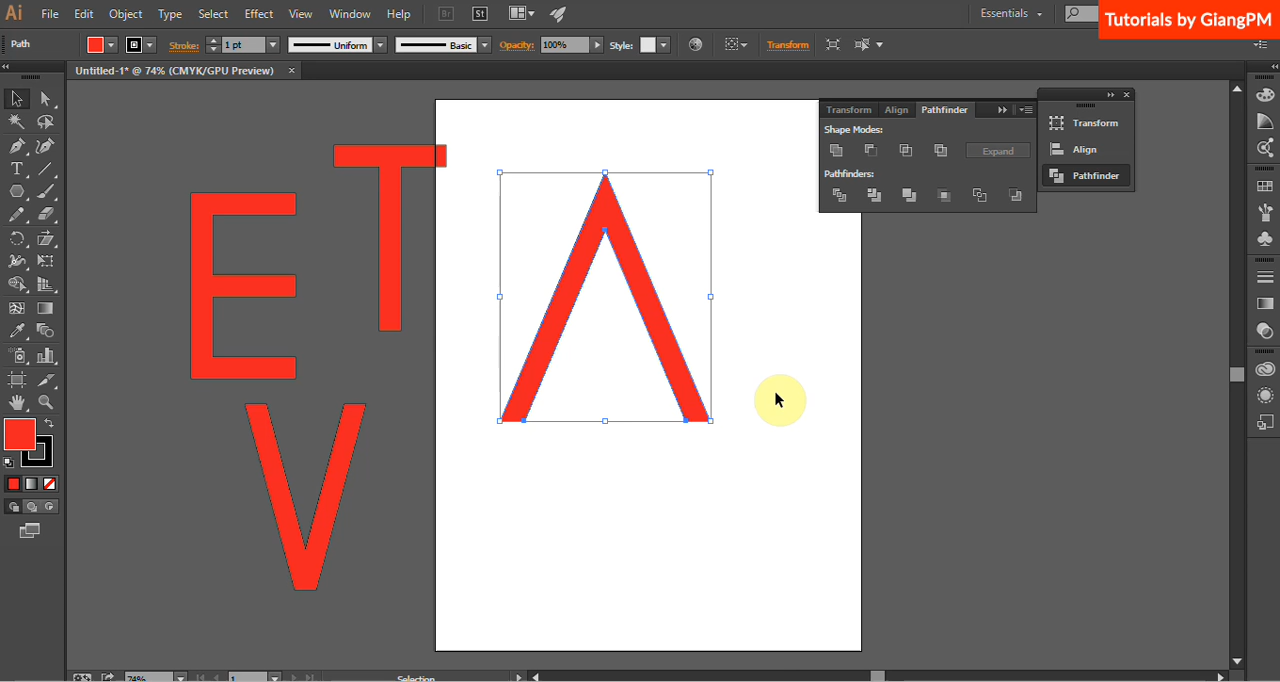 Ai File Edit Object Type Select Effect View Window Help Br St Essentials
Tutorials by GiangPM
Path Stroke: 1 pt Uniform Basic Opacity: 100% Style: Transform
Untitled-1* @ 74% (CMYK/GPU Preview) ×
Transform Align Pathfinder
Shape Modes:
Expand
Pathfinders:
Transform
Align
Pathfinder
T
E
V
74% 1 Selection